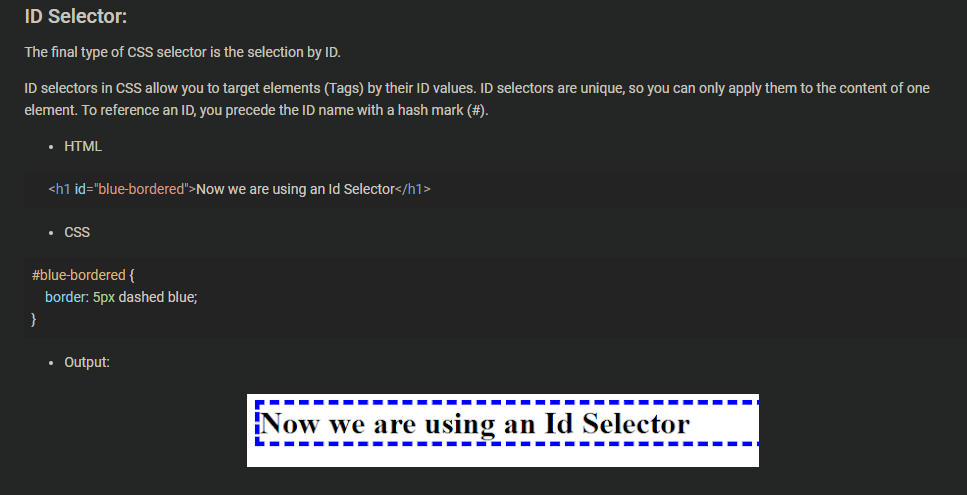 ID Selector:
The final type of CSS selector is the selection by ID.
ID selectors in CSS allow you to target elements (Tags) by their ID values. ID selectors are unique, so you can only apply them to the content of one
element. To reference an ID, you precede the ID name with a hash mark (#).
• HTML
<h1 id="blue-bordered">Now we are using an Id Selector</h1>
• CSS
#blue-bordered {
border: 5px dashed blue;
}
• Output:
Now we are using an Id Selector